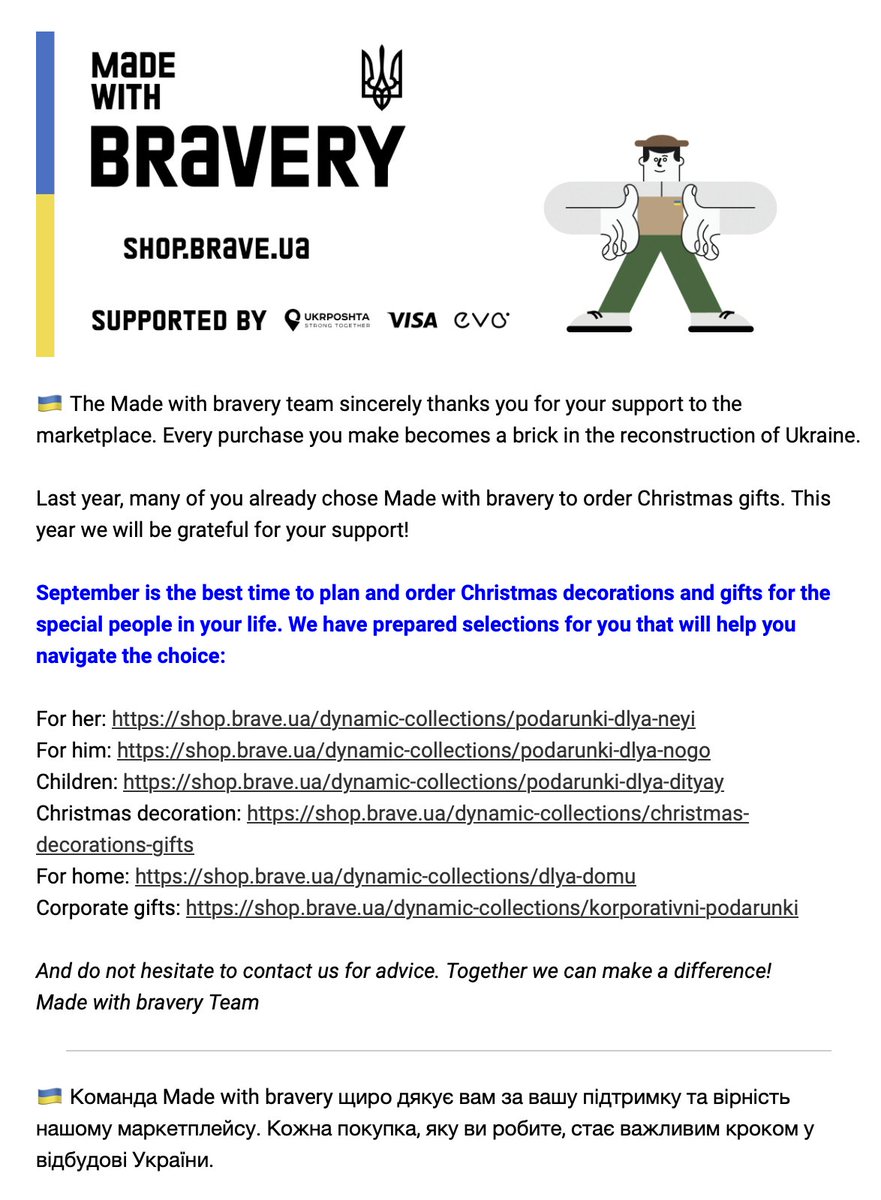 MaDE
WITH
BRaVERY
SHOP.BRaVE.Ua
SUPPORTED BY UKRPOSHTA STRONG TOGETHER VISA evo
🇺🇦 The Made with bravery team sincerely thanks you for your support to the
marketplace. Every purchase you make becomes a brick in the reconstruction of Ukraine.
Last year, many of you already chose Made with bravery to order Christmas gifts. This
year we will be grateful for your support!
September is the best time to plan and order Christmas decorations and gifts for the
special people in your life. We have prepared selections for you that will help you
navigate the choice:
For her: https://shop.brave.ua/dynamic-collections/podarunki-dlya-neyi
For him: https://shop.brave.ua/dynamic-collections/podarunki-dlya-nogo
Children: https://shop.brave.ua/dynamic-collections/podarunki-dlya-dityay
Christmas decoration: https://shop.brave.ua/dynamic-collections/christmas-
decorations-gifts
For home: https://shop.brave.ua/dynamic-collections/dlya-domu
Corporate gifts: https://shop.brave.ua/dynamic-collections/korporativni-podarunki
And do not hesitate to contact us for advice. Together we can make a difference!
Made with bravery Team
🇺🇦 Команда Made with bravery щиро дякує вам за вашу підтримку та вірність
нашому маркетплейсу. Кожна покупка, яку ви робите, стає важливим кроком у
відбудові України.